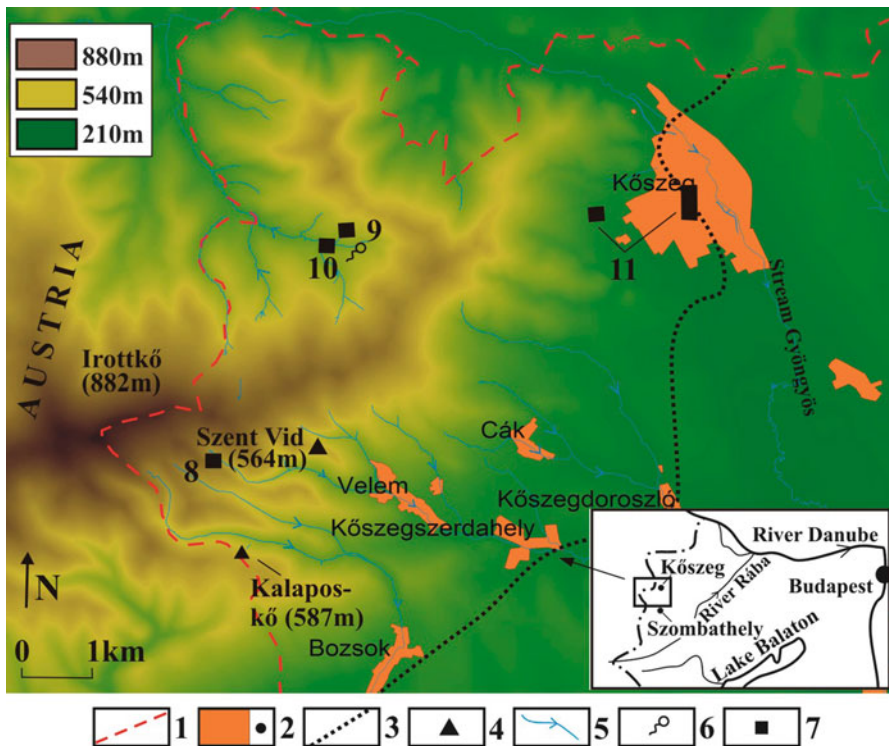 880m
540m
210m
Kőszeg
9
10
11
AUSTRIA
Stream Gyöngyös
Irottkő
(882m)
Szent Vid
(564m)
8
Cák
Velem
Kőszegdoroszló
Kőszegszerdahely
N
Kalapos-
kő (587m)
0 1km
Bozsok
River Danube
Kőszeg
River Rába
Budapest
Szombathely
Lake Balaton
1 2 3 4 5 6 7